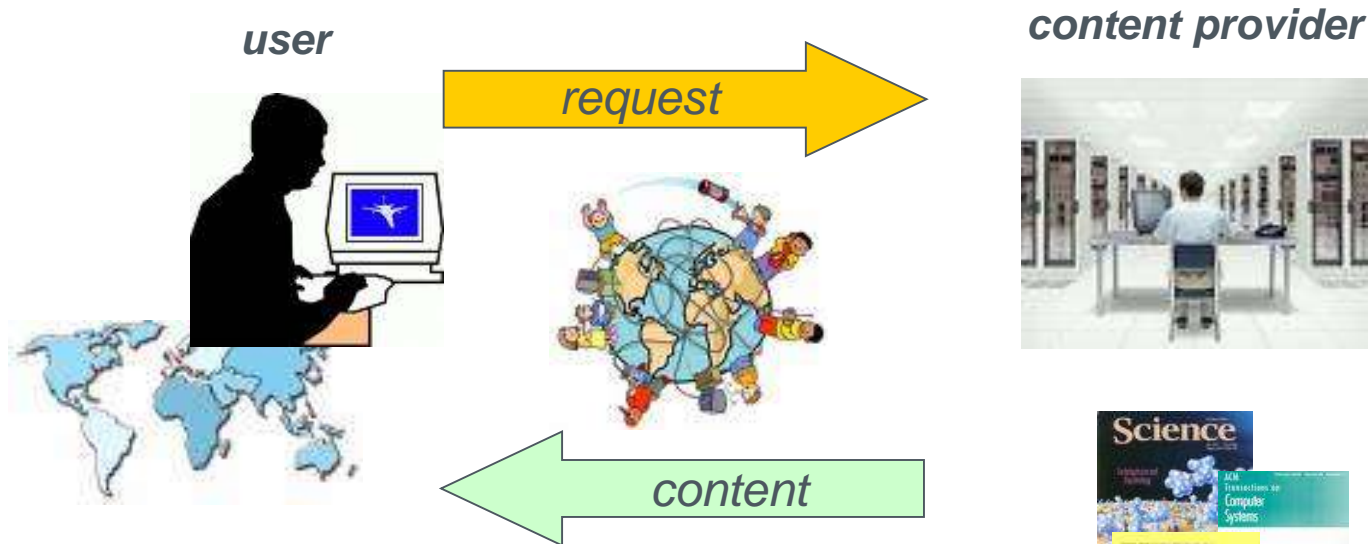 user
content provider
request
content
Science
ACM
Transactions on
Computer
Systems